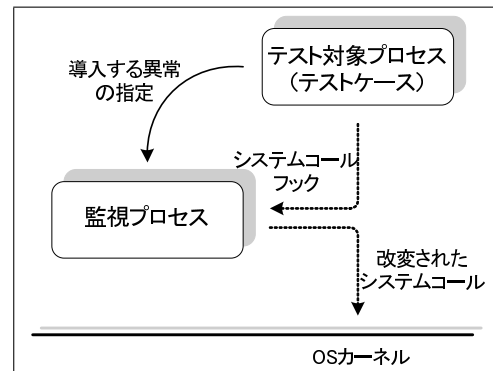 テスト対象プロセス
(テストケース)
導入する異常
の指定
システムコール
フック
監視プロセス
改変された
システムコール
OSカーネル